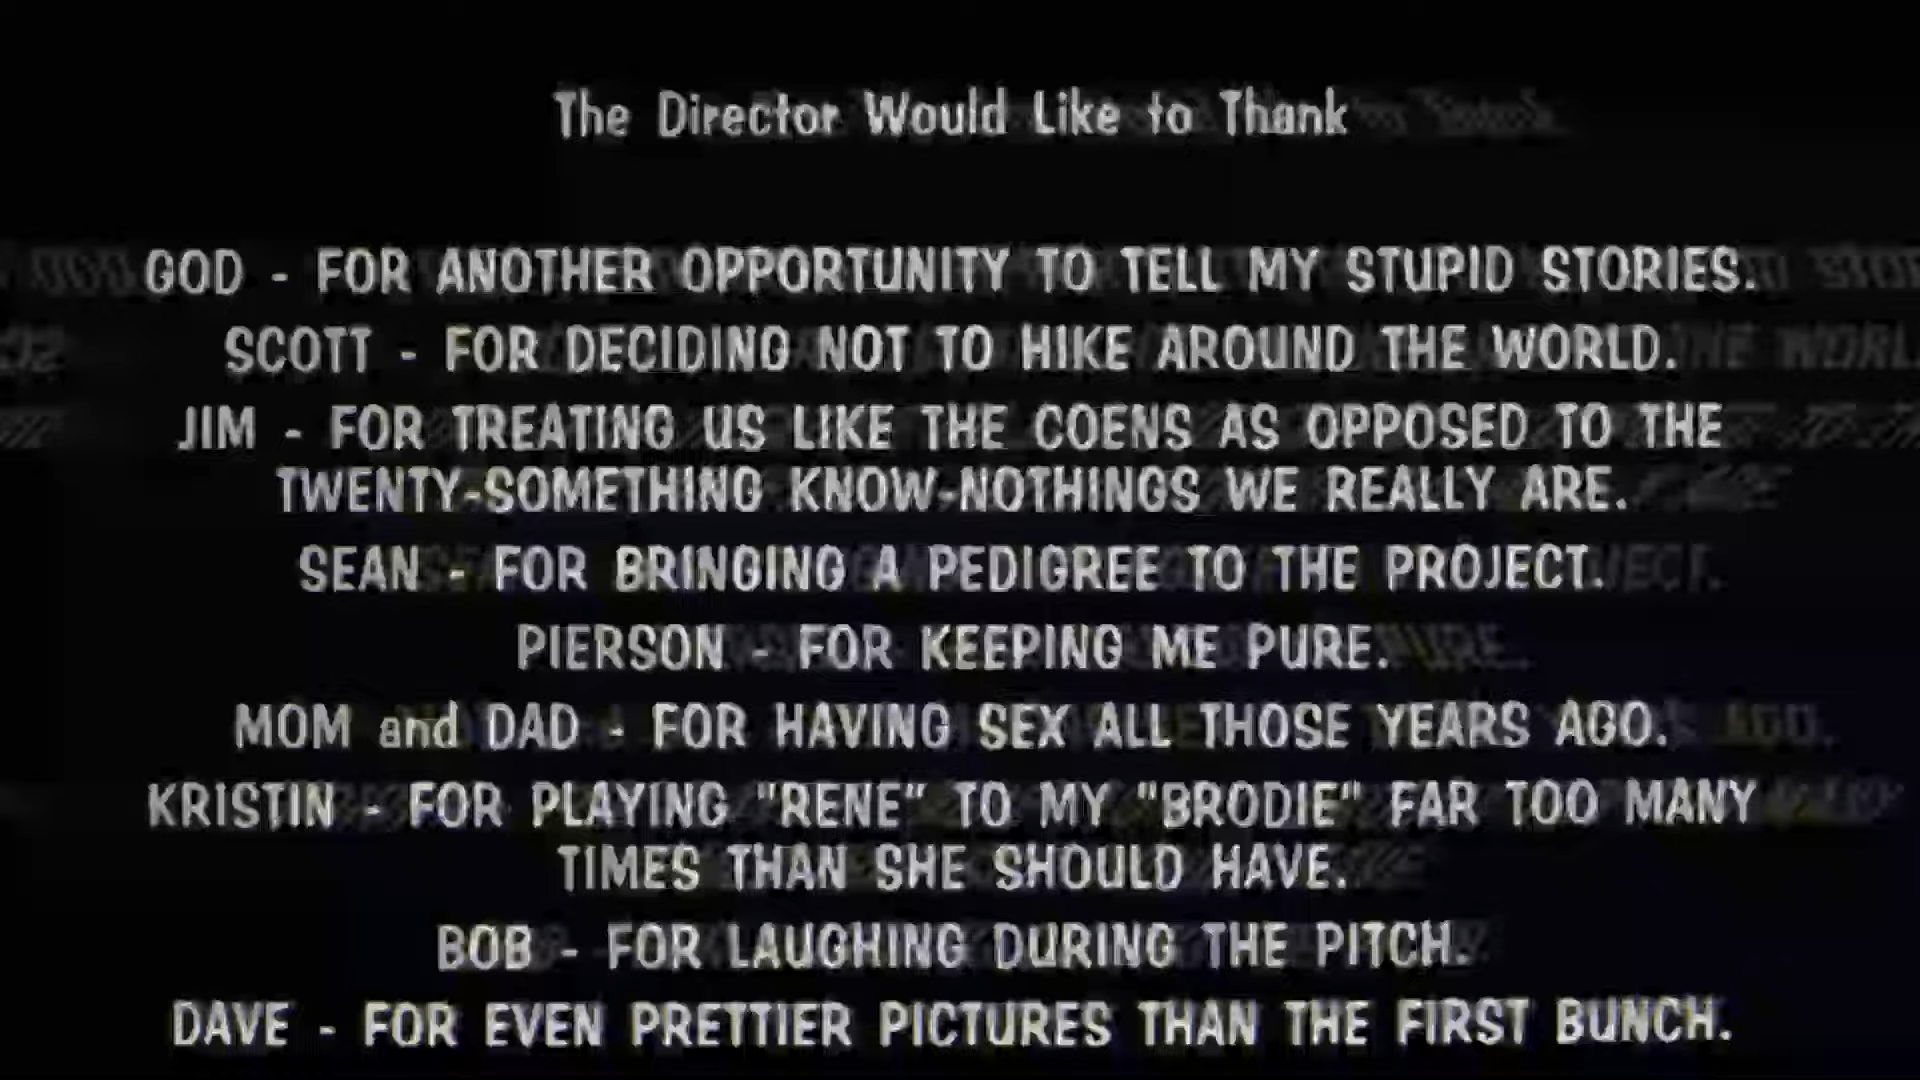 The Director Would Like to Thank
GOD - FOR ANOTHER OPPORTUNITY TO TELL MY STUPID STORIES.
SCOTT - FOR DECIDING NOT TO HIKE AROUND THE WORLD.
JIM - FOR TREATING US LIKE THE COENS AS OPPOSED TO THE
TWENTY-SOMETHING KNOW-NOTHINGS WE REALLY ARE.
SEAN - FOR BRINGING A PEDIGREE TO THE PROJECT.
PIERSON - FOR KEEPING ME PURE.
MOM and DAD - FOR HAVING SEX ALL THOSE YEARS AGO.
KRISTIN - FOR PLAYING "RENE" TO MY "BRODIE" FAR TOO MANY
TIMES THAN SHE SHOULD HAVE.
BOB - FOR LAUGHING DURING THE PITCH.
DAVE - FOR EVEN PRETTIER PICTURES THAN THE FIRST BUNCH.